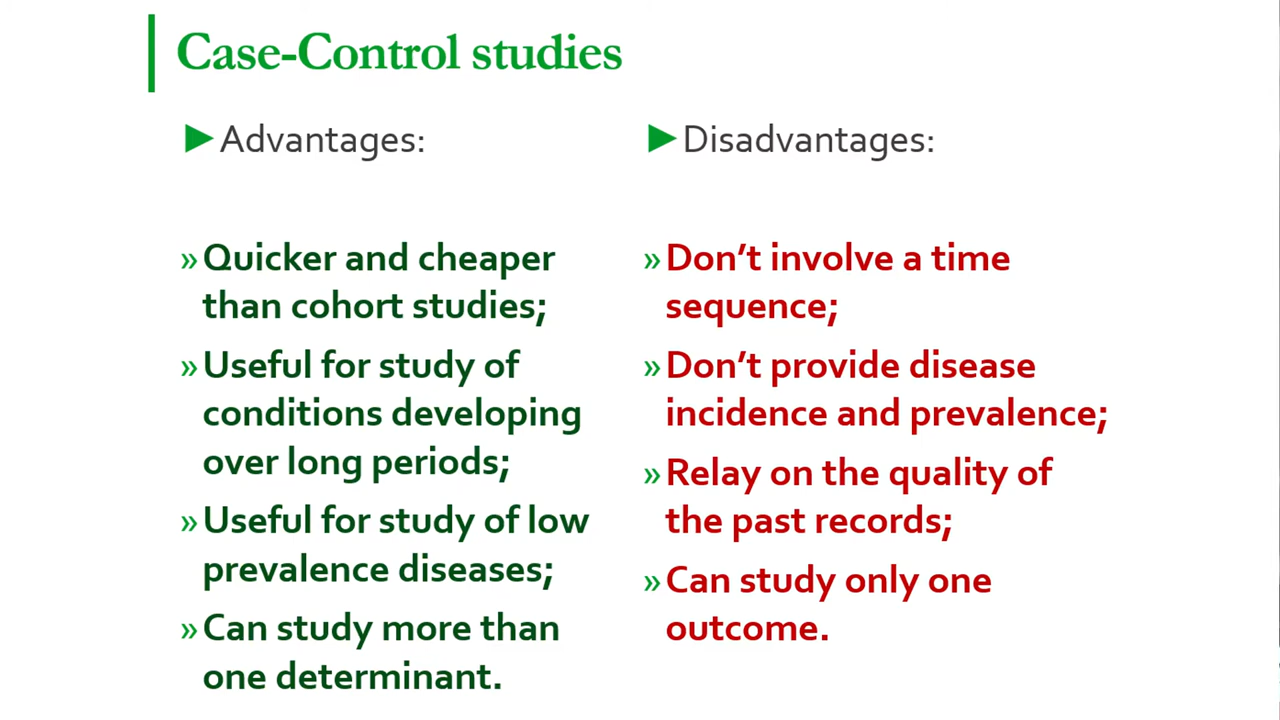 Case-Control studies
►Advantages:
» Quicker and cheaper
than cohort studies;
» Useful for study of
conditions developing
over long periods;
» Useful for study of low
prevalence diseases;
» Can study more than
one determinant.
►Disadvantages:
» Don’t involve a time
sequence;
» Don’t provide disease
incidence and prevalence;
» Relay on the quality of
the past records;
» Can study only one
outcome.